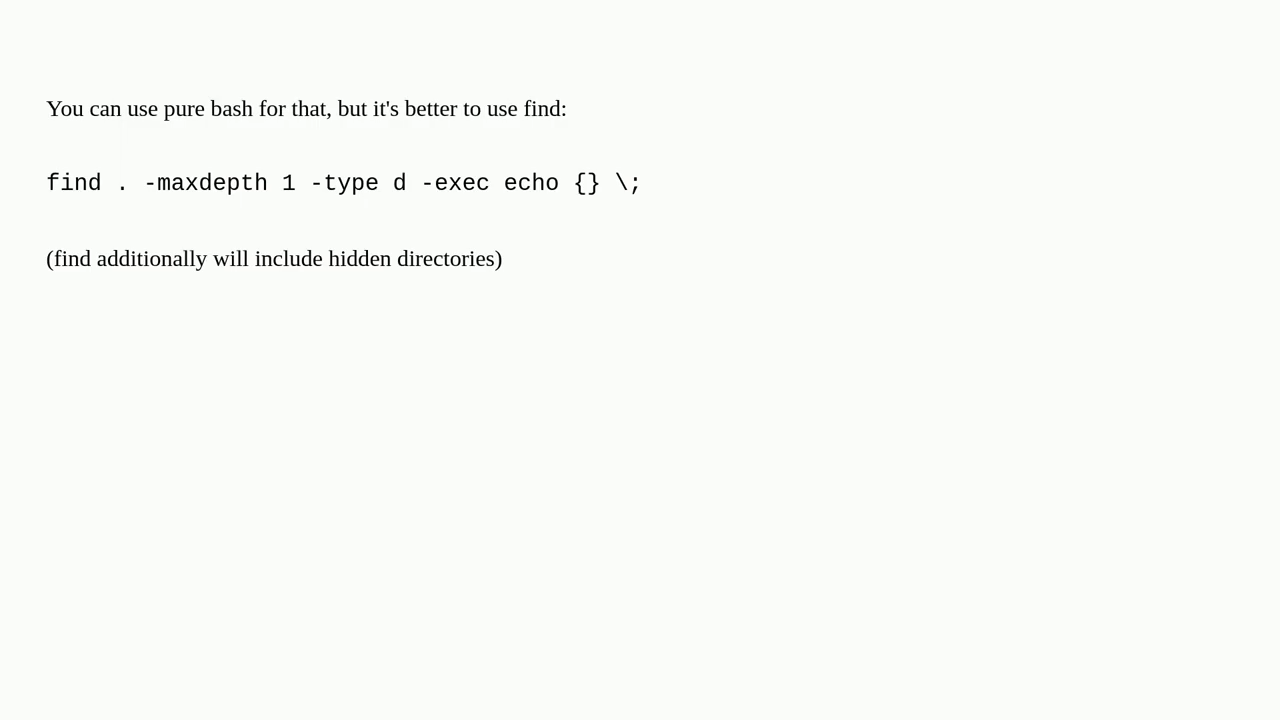 You can use pure bash for that, but it's better to use find:
find . -maxdepth 1 -type d -exec echo {} \;
(find additionally will include hidden directories)